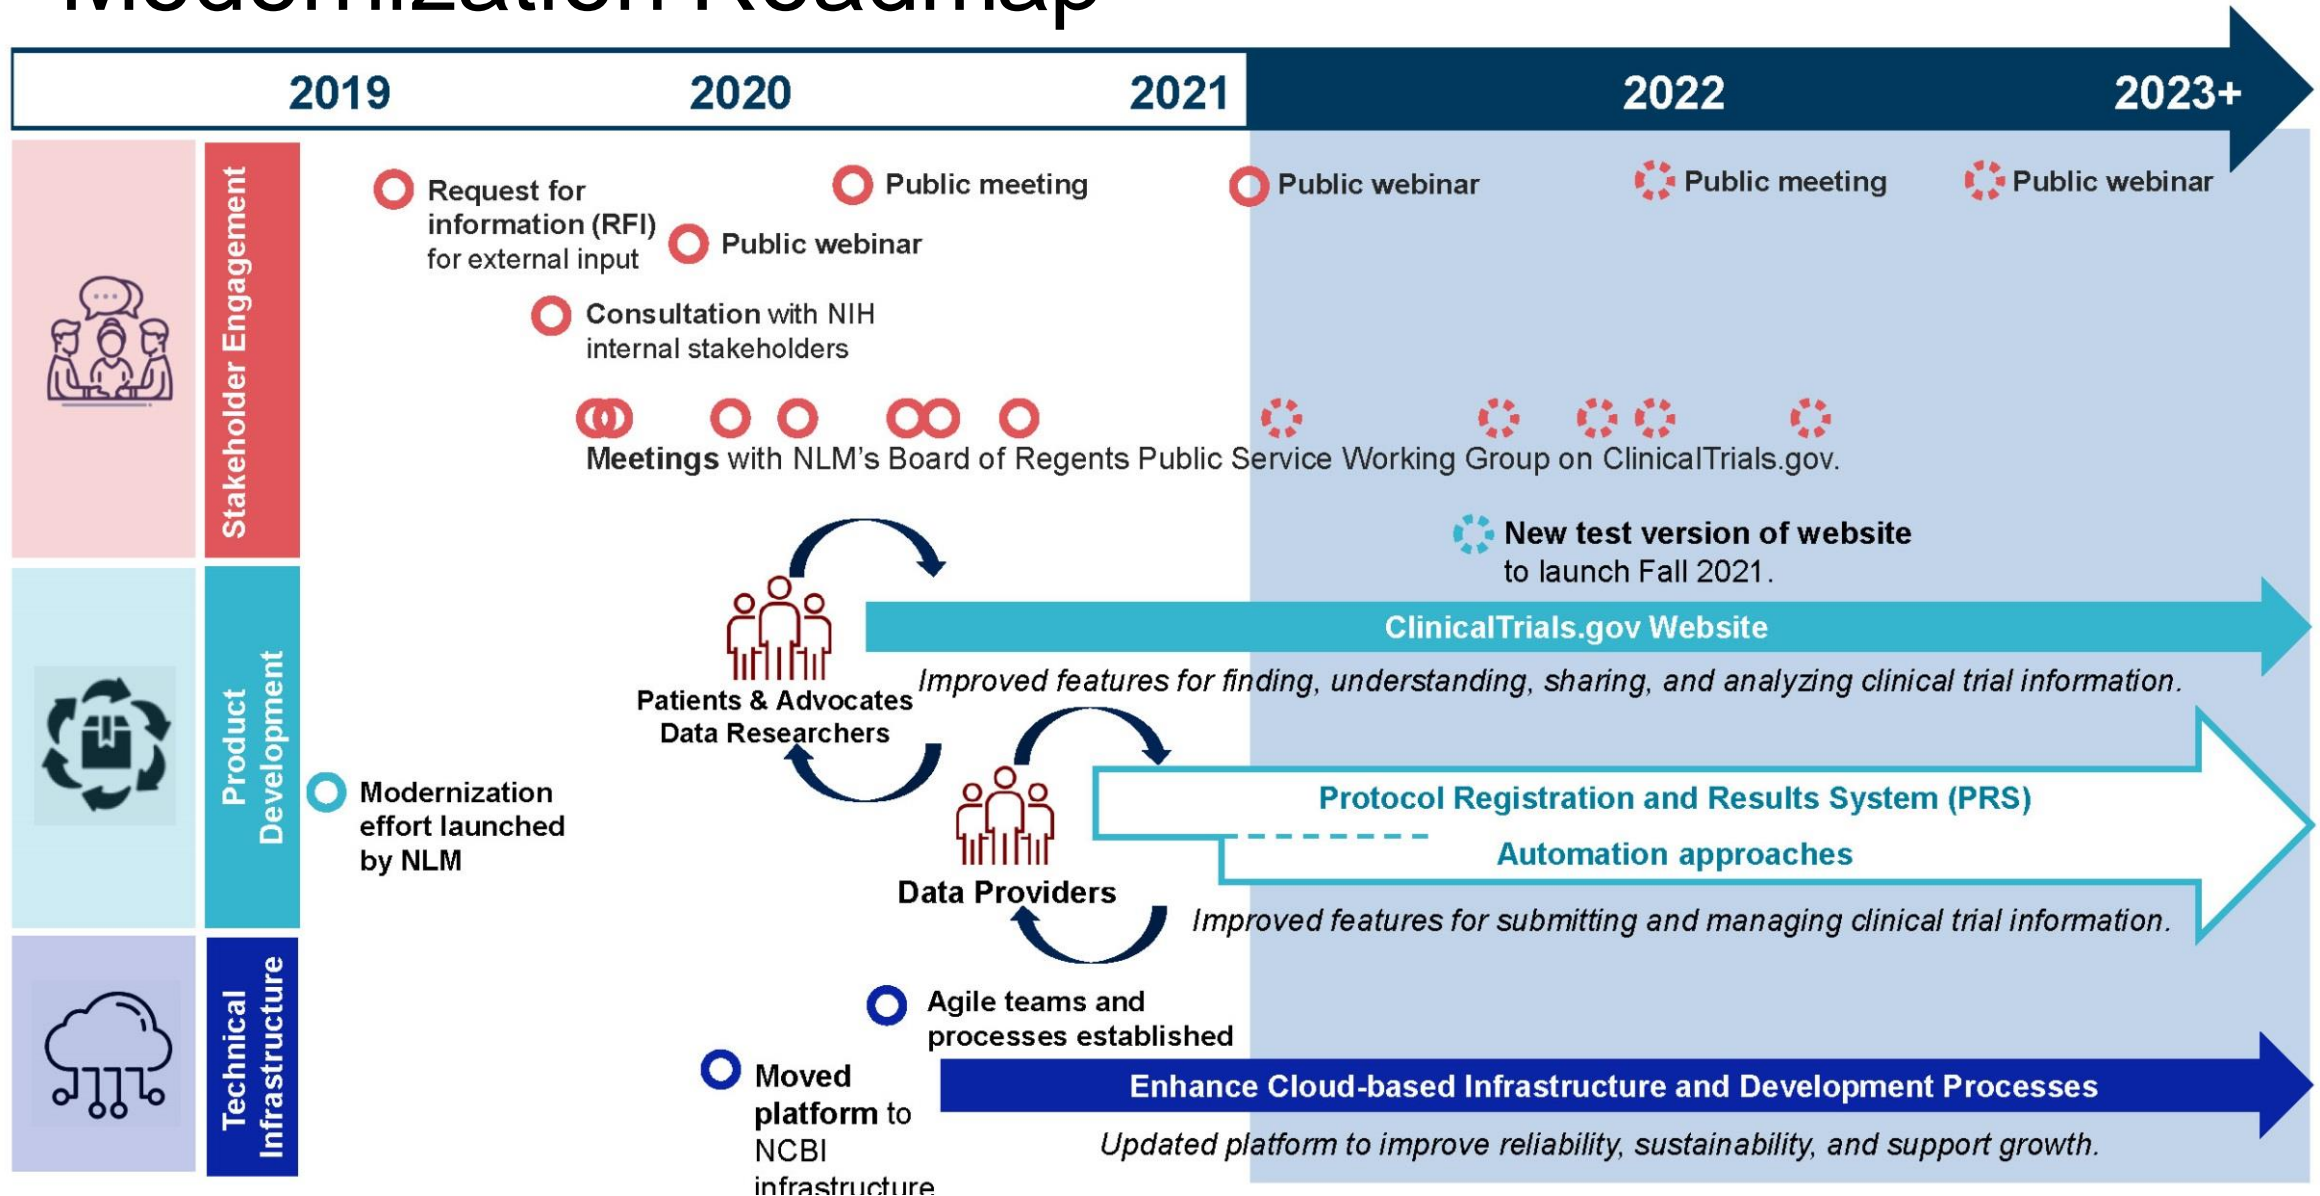 Modernization Roadmap
2019 2020 2021 2022 2023+
Stakeholder Engagement
Request for
information (RFI)
for external input
Public meeting
Public webinar
Public webinar
Public meeting
Public webinar
Consultation with NIH
internal stakeholders
Meetings with NLM's Board of Regents Public Service Working Group on ClinicalTrials.gov.
Product
Development
New test version of website
to launch Fall 2021.
ClinicalTrials.gov Website
Improved features for finding, understanding, sharing, and analyzing clinical trial information.
Patients & Advocates
Data Researchers
Modernization
effort launched
by NLM
Protocol Registration and Results System (PRS)
Automation approaches
Data Providers
Improved features for submitting and managing clinical trial information.
Technical
Infrastructure
Agile teams and
processes established
Moved
platform to
NCBI
infrastructure
Enhance Cloud-based Infrastructure and Development Processes
Updated platform to improve reliability, sustainability, and support growth.